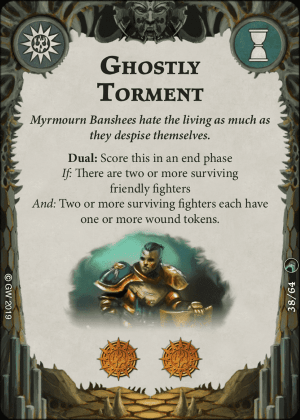 GHOSTLY
TORMENT
Myrmourn Banshees hate the living as much as
they despise themselves.
Dual: Score this in an end phase
If: There are two or more surviving
friendly fighters
And: Two or more surviving fighters each have
one or more wound tokens.
© GW 2019
38/64